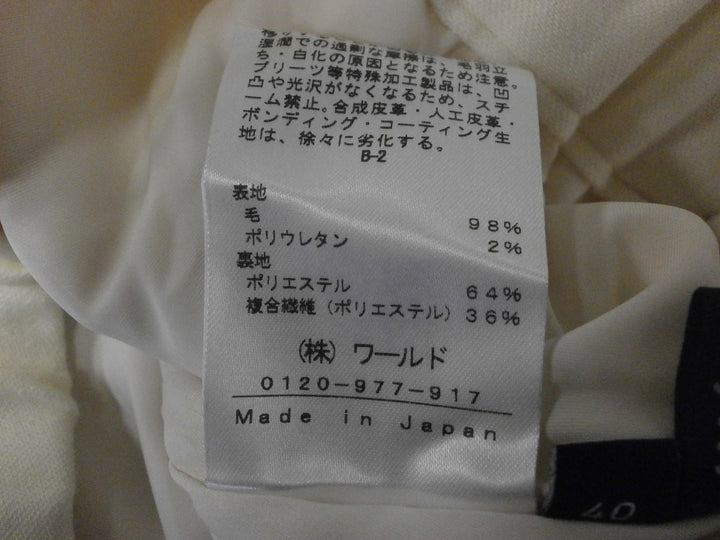 湿潤での過剰な摩擦は、毛羽立
ち・白化の原因となるため注意。
プリーツ等特殊加工製品は、凹
凸や光沢がなくなるため、スチ
ーム禁止。合成皮革・人工皮革・
ボンディング・コーティング生
地は、徐々に劣化する。
B-2
表地
毛 98%
ポリウレタン 2%
裏地
ポリエステル 64%
複合繊維（ポリエステル）36%
（株）ワールド
0120-977-917
Made in Japan
40